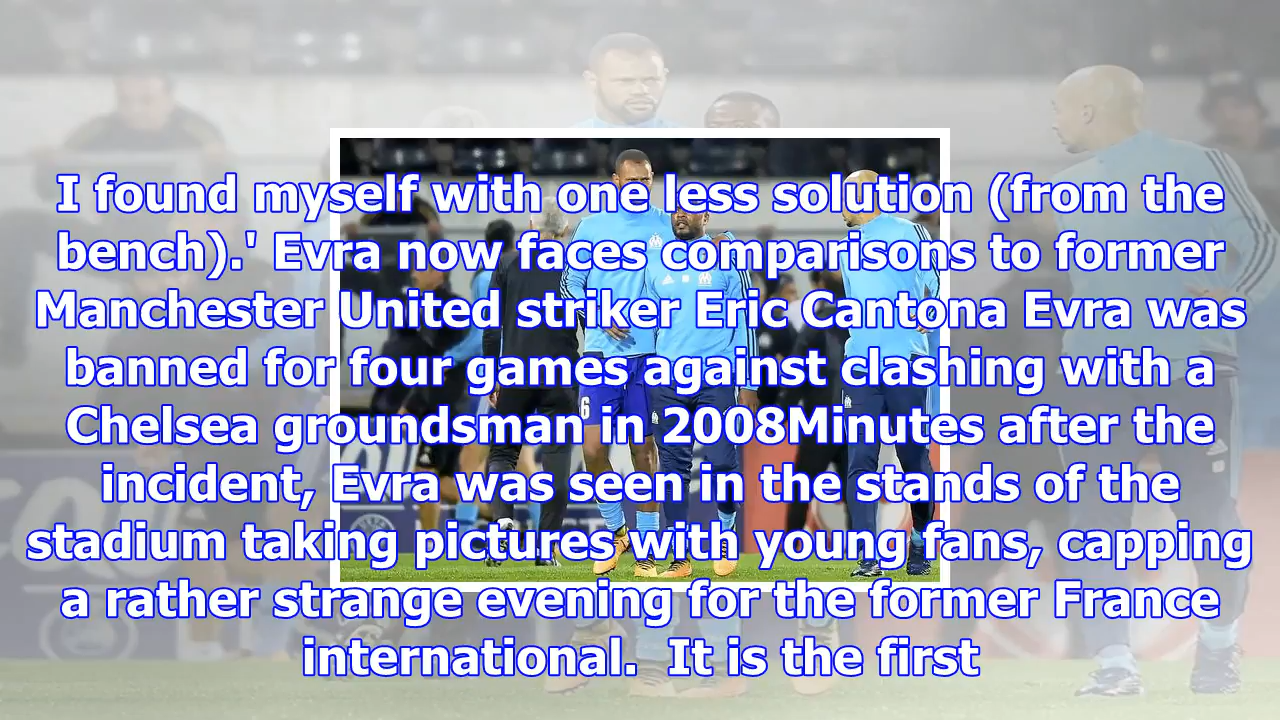 I found myself with one less solution (from the
bench).' Evra now faces comparisons to former
Manchester United striker Eric Cantona Evra was
banned for four games against clashing with a
Chelsea groundsman in 2008Minutes after the
incident, Evra was seen in the stands of the
stadium taking pictures with young fans, capping
a rather strange evening for the former France
international.  It is the first